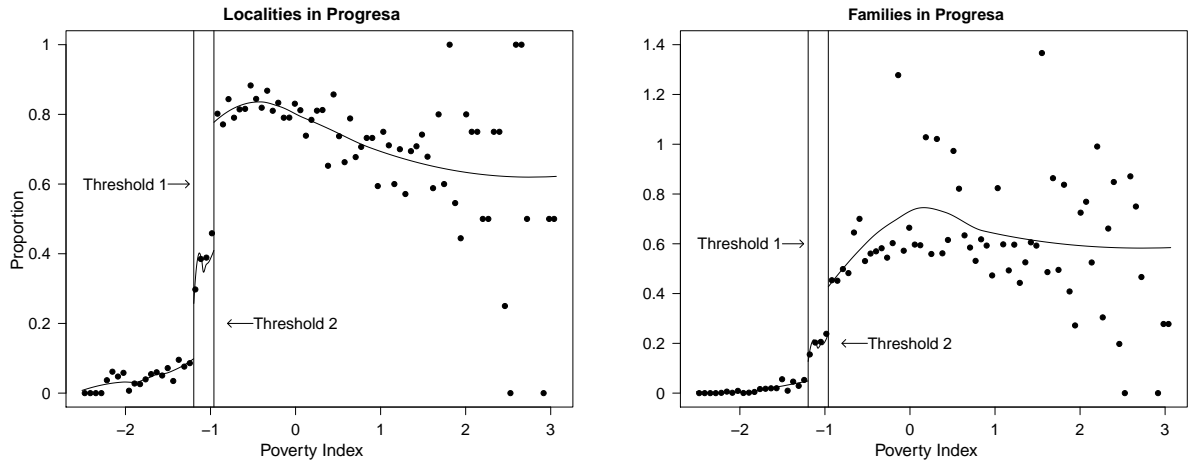 Localities in Progresa
1
0.8
0.6
0.4
0.2
0
Proportion
Threshold 1
Threshold 2
−2 −1 0 1 2 3
Poverty Index
Families in Progresa
1.4
1.2
1
0.8
0.6
0.4
0.2
0
Threshold 1
Threshold 2
−2 −1 0 1 2 3
Poverty Index